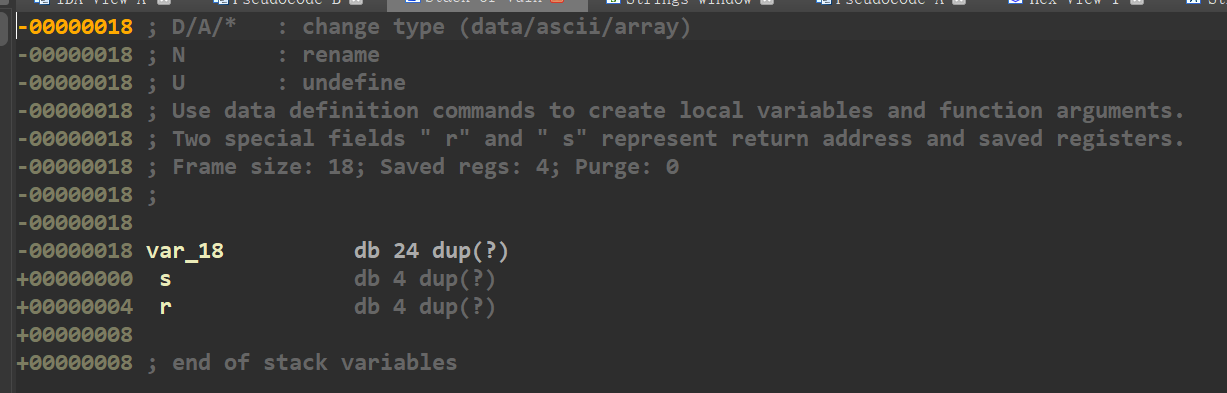 IDA View-A Pseudocode-B Stack of vuln Strings window Pseudocode-A Hex View-1
-00000018 ; D/A/* : change type (data/ascii/array)
-00000018 ; N : rename
-00000018 ; U : undefine
-00000018 ; Use data definition commands to create local variables and function arguments.
-00000018 ; Two special fields " r" and " s" represent return address and saved registers.
-00000018 ; Frame size: 18; Saved regs: 4; Purge: 0
-00000018 ;
-00000018
-00000018 var_18 db 24 dup(?)
+00000000 s db 4 dup(?)
+00000004 r db 4 dup(?)
+00000008
+00000008 ; end of stack variables